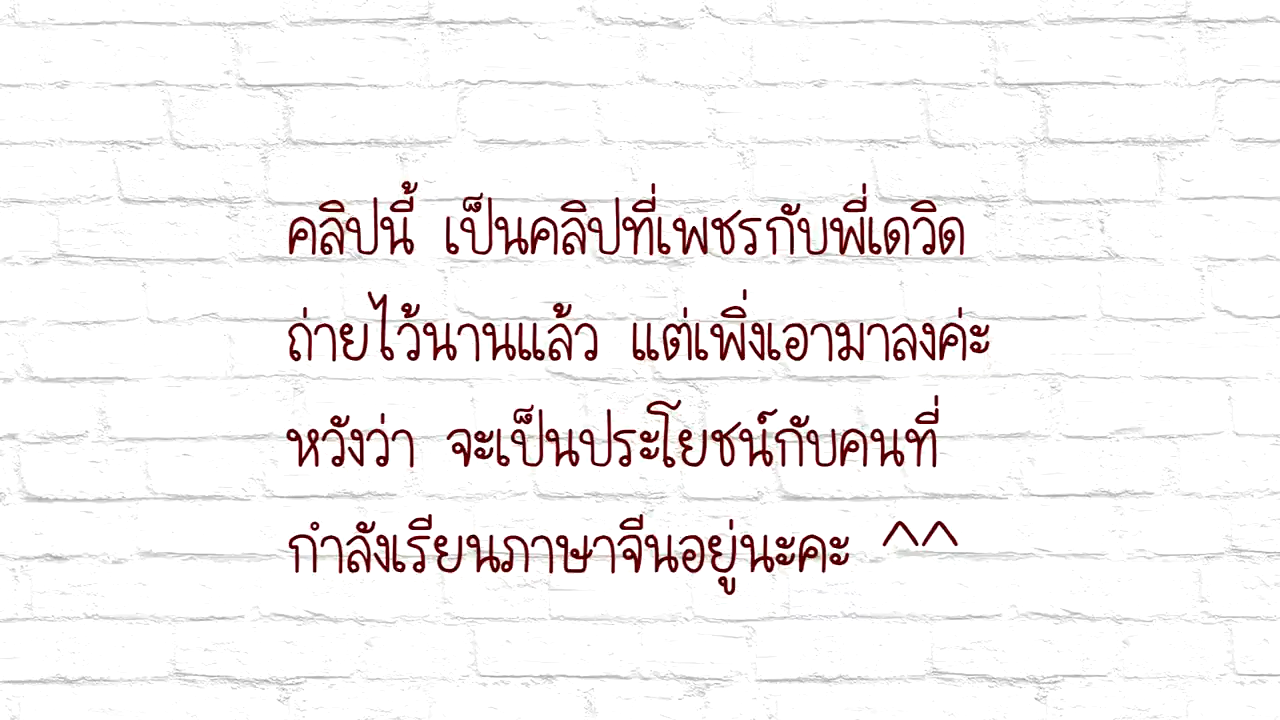 คลิปนี้ เป็นคลิปที่เพชรกับพี่เดวิด
ถ่ายไว้นานแล้ว แต่เพิ่งเอามาลงค่ะ
หวังว่า จะเป็นประโยชน์กับคนที่
กำลังเรียนภาษาจีนอยู่นะคะ ^^